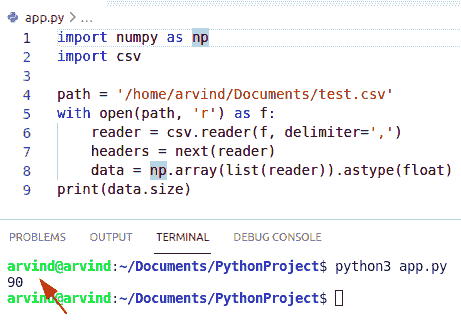 app.py > ...
1 import numpy as np
2 import csv
3
4 path = '/home/arvind/Documents/test.csv'
5 with open(path, 'r') as f:
6     reader = csv.reader(f, delimiter=',')
7     headers = next(reader)
8     data = np.array(list(reader)).astype(float)
9 print(data.size)
PROBLEMS OUTPUT TERMINAL DEBUG CONSOLE
arvind@arvind:~/Documents/PythonProject$ python3 app.py
90
arvind@arvind:~/Documents/PythonProject$